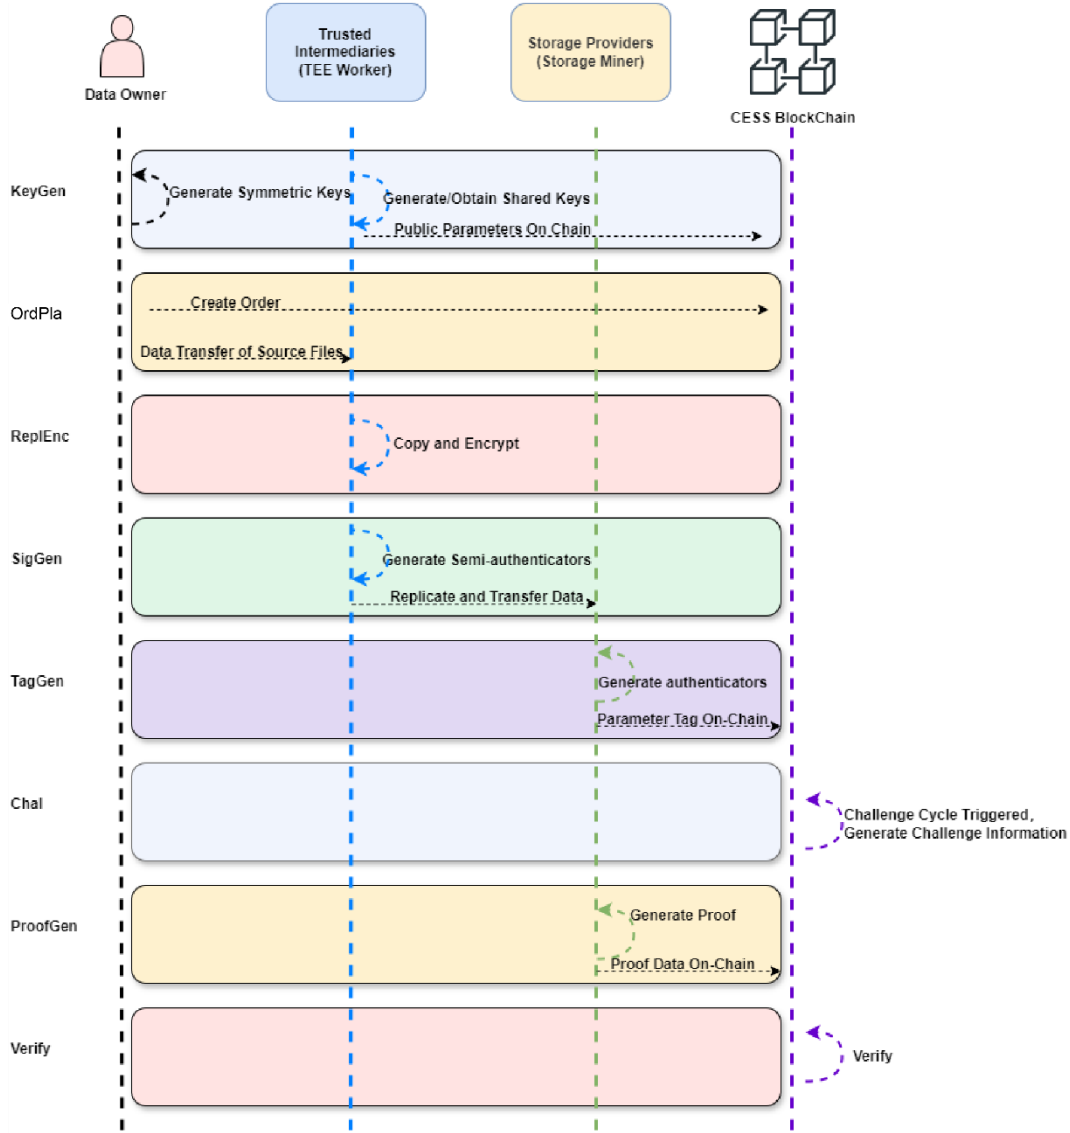 Trusted
Intermediaries
(TEE Worker)
Storage Providers
(Storage Miner)
Data Owner
CESS BlockChain
KeyGen
Generate Symmetric Keys
Generate/Obtain Shared Keys
Public Parameters On Chain
OrdPla
Create Order
Data Transfer of Source Files
ReplEnc
Copy and Encrypt
SigGen
Generate Semi-authenticators
Replicate and Transfer Data
TagGen
Generate authenticators
Parameter Tag On-Chain
Chal
Challenge Cycle Triggered,
Generate Challenge Information
ProofGen
Generate Proof
Proof Data On-Chain
Verify
Verify